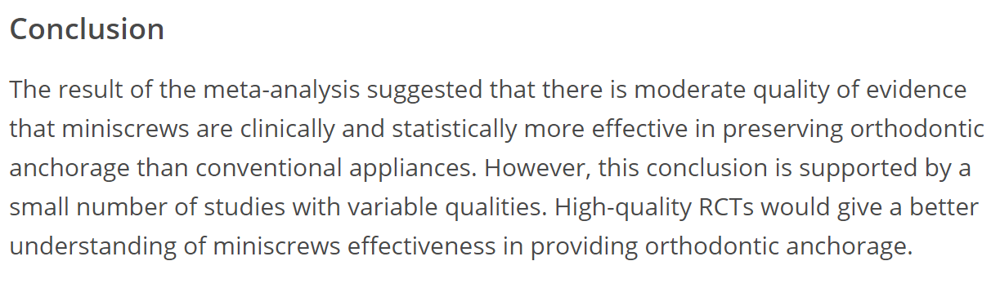 Conclusion
The result of the meta-analysis suggested that there is moderate quality of evidence
that miniscrews are clinically and statistically more effective in preserving orthodontic
anchorage than conventional appliances. However, this conclusion is supported by a
small number of studies with variable qualities. High-quality RCTs would give a better
understanding of miniscrews effectiveness in providing orthodontic anchorage.